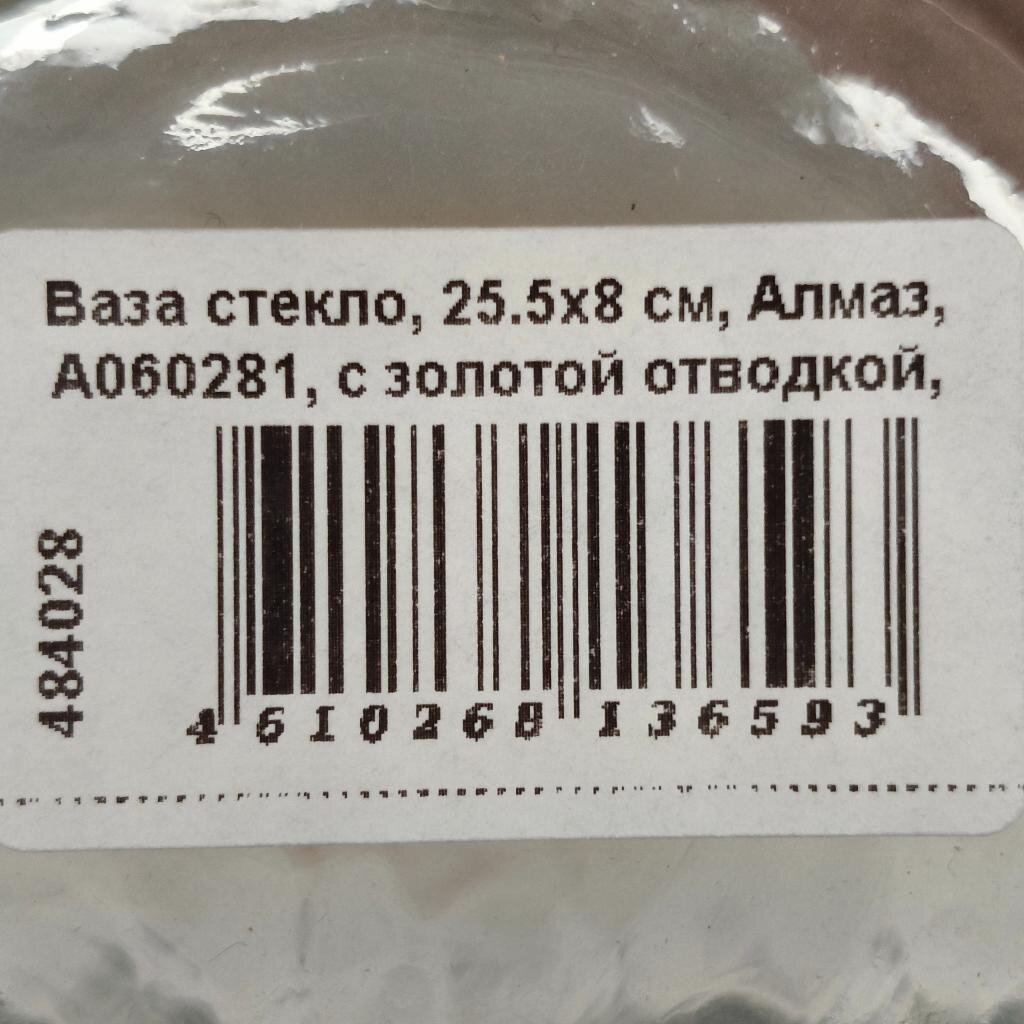 Ваза стекло, 25.5х8 см, Алмаз,
А060281, с золотой отводкой,
484028
4 610268 136593